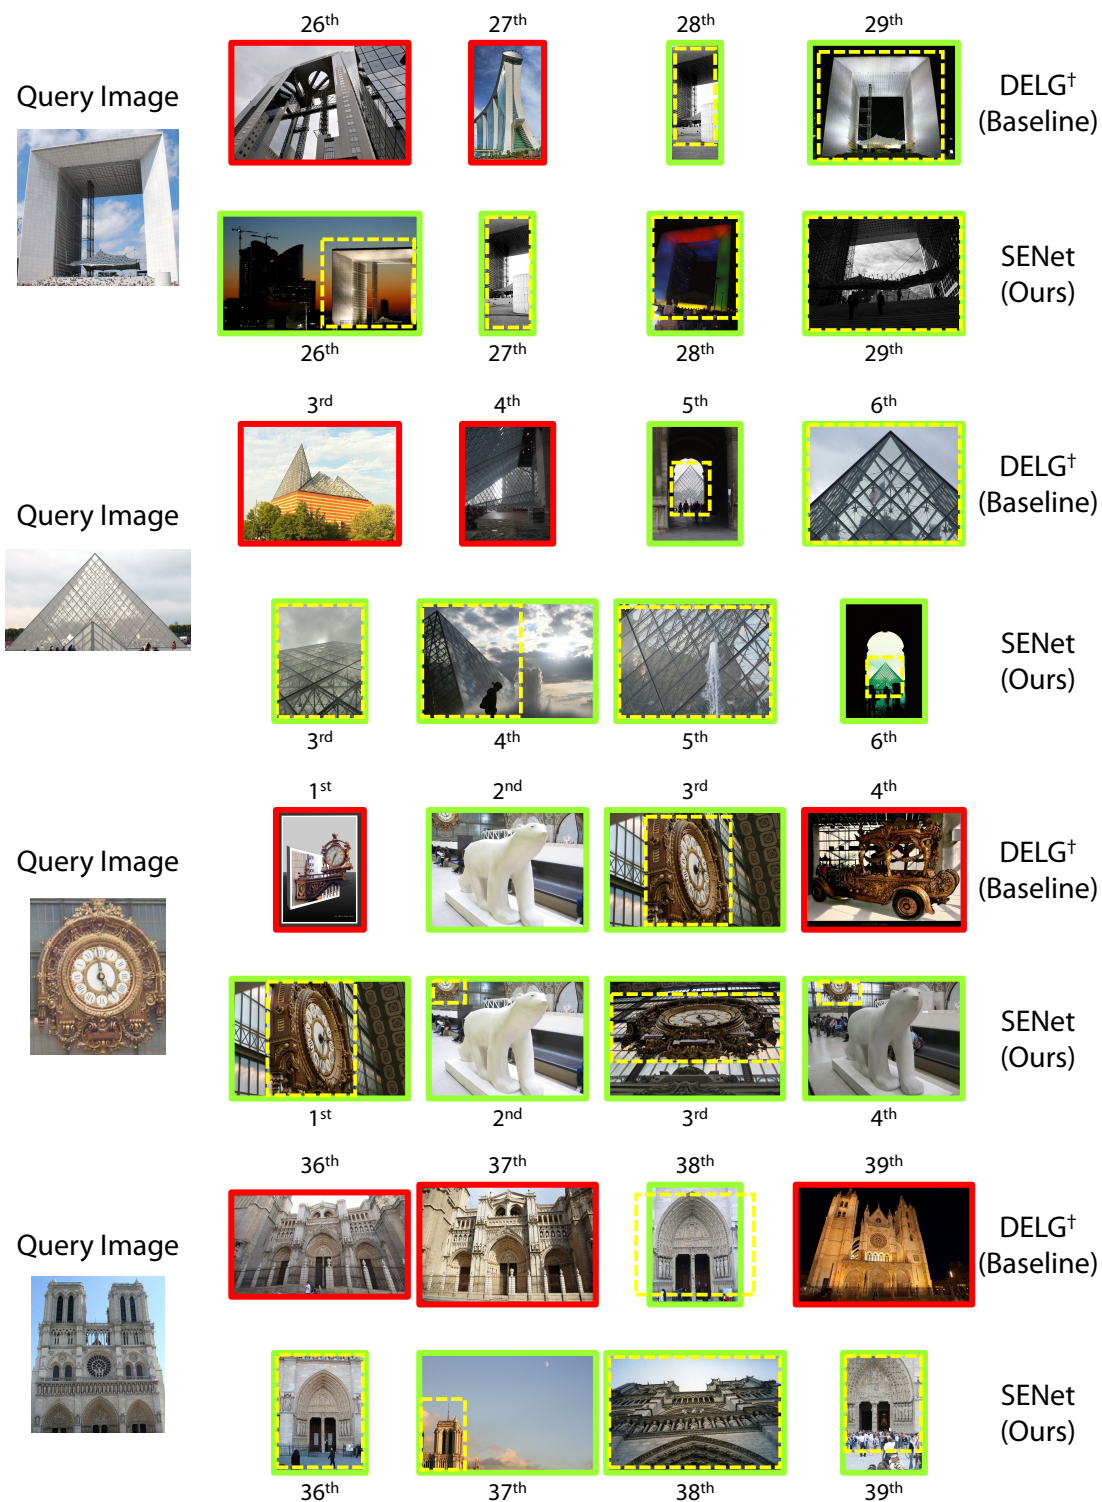 26th 27th 28th 29th
Query Image
DELG†
(Baseline)
SENet
(Ours)
26th 27th 28th 29th
3rd 4th 5th 6th
Query Image
DELG†
(Baseline)
SENet
(Ours)
3rd 4th 5th 6th
1st 2nd 3rd 4th
Query Image
DELG†
(Baseline)
SENet
(Ours)
1st 2nd 3rd 4th
36th 37th 38th 39th
Query Image
DELG†
(Baseline)
SENet
(Ours)
36th 37th 38th 39th